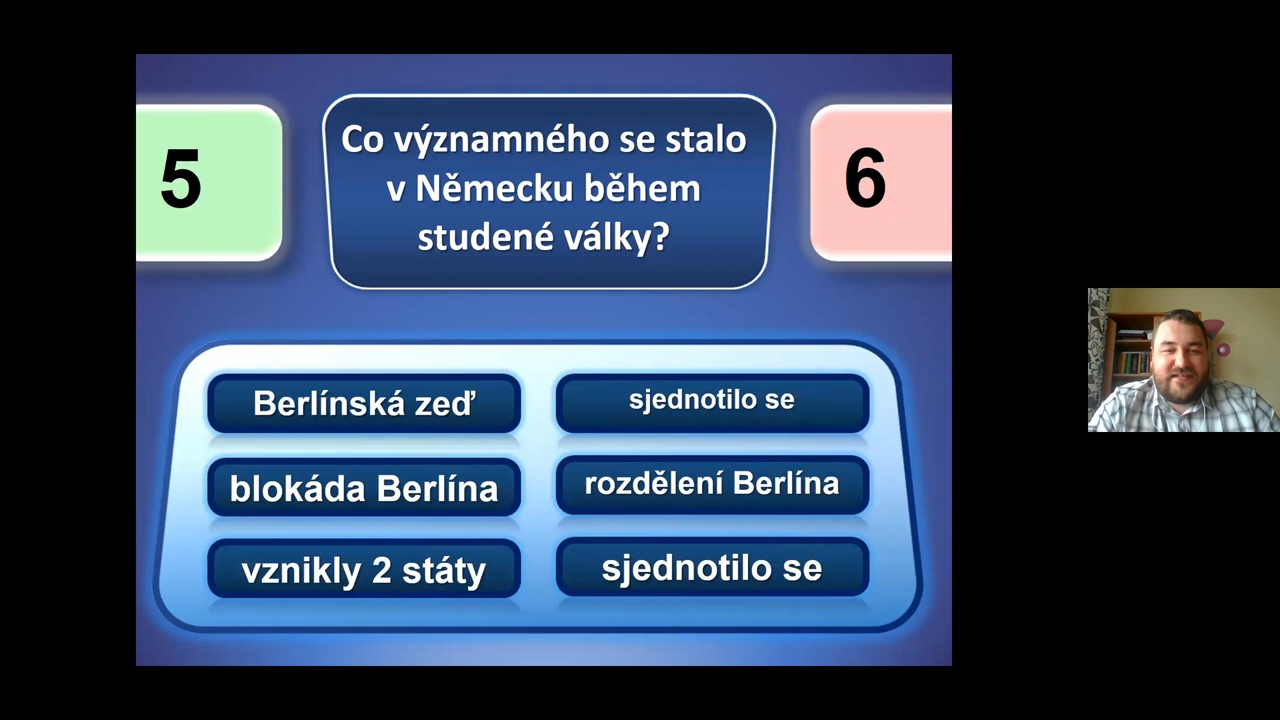 5
Co významného se stalo
v Německu během
studené války?
6
Berlínská zeď
sjednotilo se
blokáda Berlína
rozdělení Berlína
vznikly 2 státy
sjednotilo se